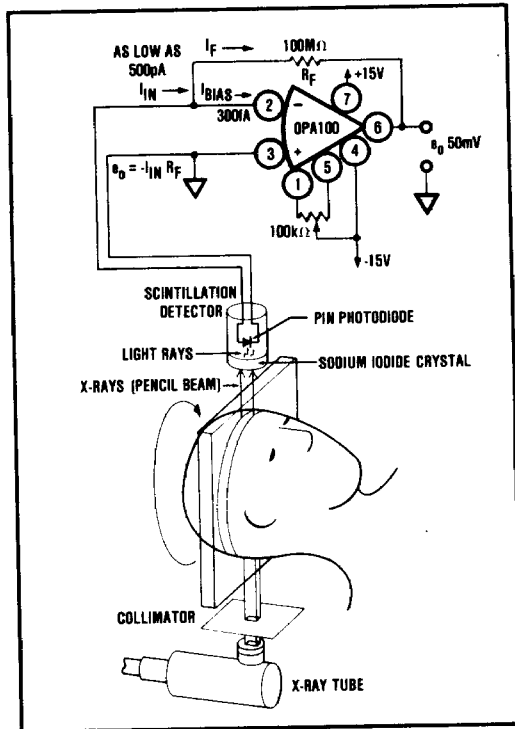 AS LOW AS
500pA
I_F
100MΩ
R_F
+15V
I_IN
I_BIAS
300fA
2
−
7
OPA100
6
3
+
4
e_o 50mV
e_o = -I_IN R_F
1
5
100kΩ
-15V
SCINTILLATION
DETECTOR
PIN PHOTODIODE
LIGHT RAYS
SODIUM IODIDE CRYSTAL
X-RAYS (PENCIL BEAM)
COLLIMATOR
X-RAY TUBE